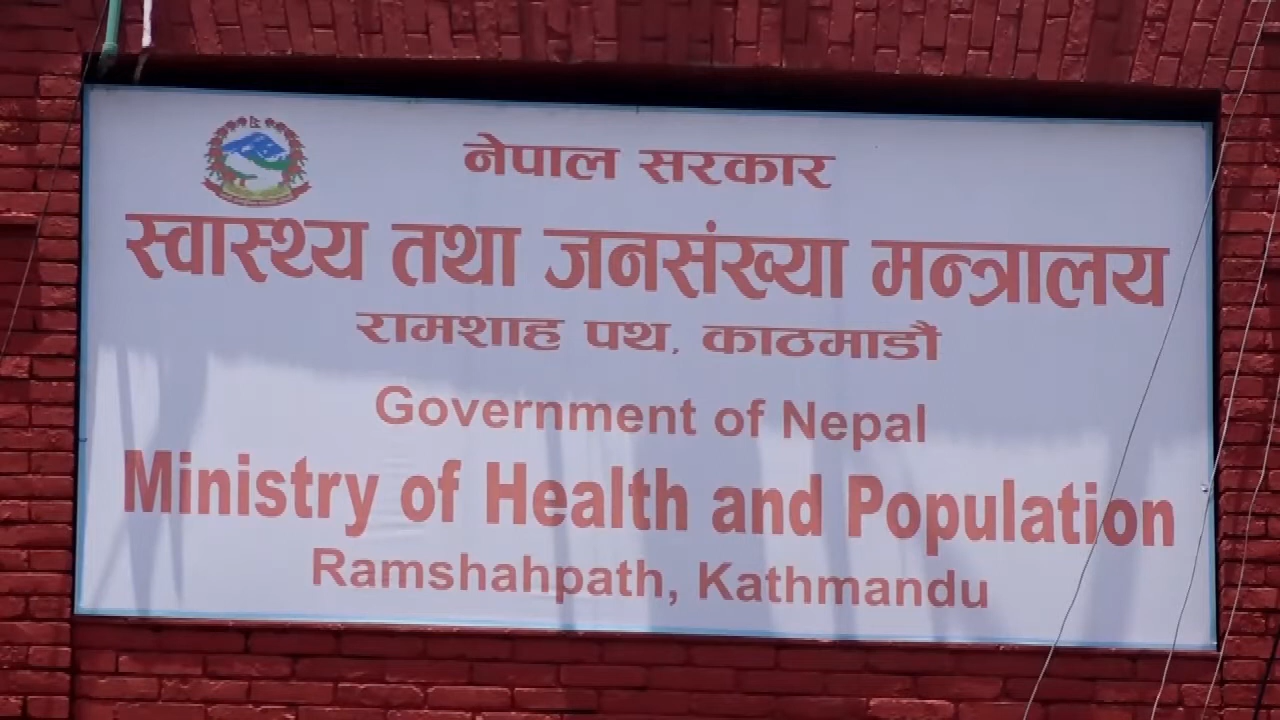 नेपाल सरकार
स्वास्थ्य तथा जनसंख्या मन्त्रालय
रामशाह पथ, काठमाडौं
Government of Nepal
Ministry of Health and Population
Ramshahpath, Kathmandu